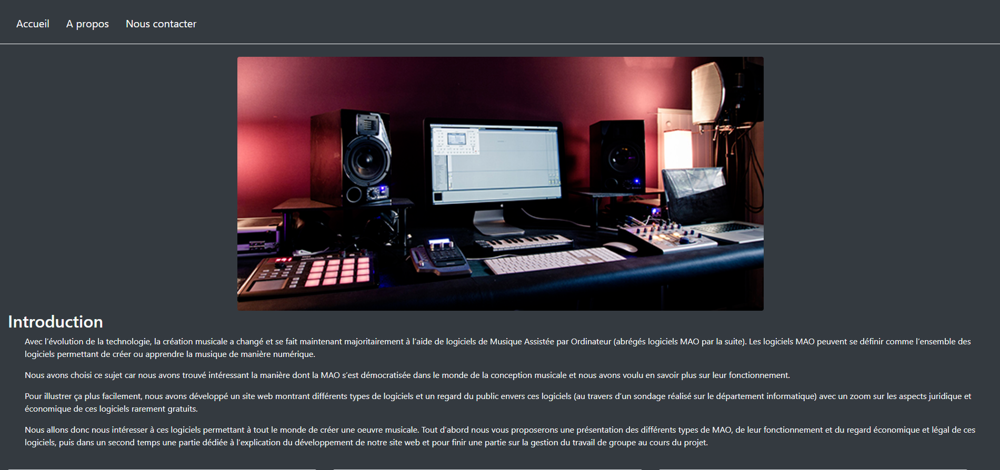 Accueil A propos Nous contacter
Introduction
Avec l’évolution de la technologie, la création musicale a changé et se fait maintenant majoritairement à l’aide de logiciels de Musique Assistée par Ordinateur (abrégés logiciels MAO par la suite). Les logiciels MAO peuvent se définir comme l’ensemble des
logiciels permettant de créer ou apprendre la musique de manière numérique.
Nous avons choisi ce sujet car nous avons trouvé intéressant la manière dont la MAO s’est démocratisée dans le monde de la conception musicale et nous avons voulu en savoir plus sur leur fonctionnement.
Pour illustrer ça plus facilement, nous avons développé un site web montrant différents types de logiciels et un regard du public envers ces logiciels (au travers d’un sondage réalisé sur le département informatique) avec un zoom sur les aspects juridique et
économique de ces logiciels rarement gratuits.
Nous allons donc nous intéresser à ces logiciels permettant à tout le monde de créer une oeuvre musicale. Tout d’abord nous vous proposerons une présentation des différents types de MAO, de leur fonctionnement et du regard économique et légal de ces
logiciels, puis dans un second temps une partie dédiée à l’explication du développement de notre site web et pour finir une partie sur la gestion du travail de groupe au cours du projet.